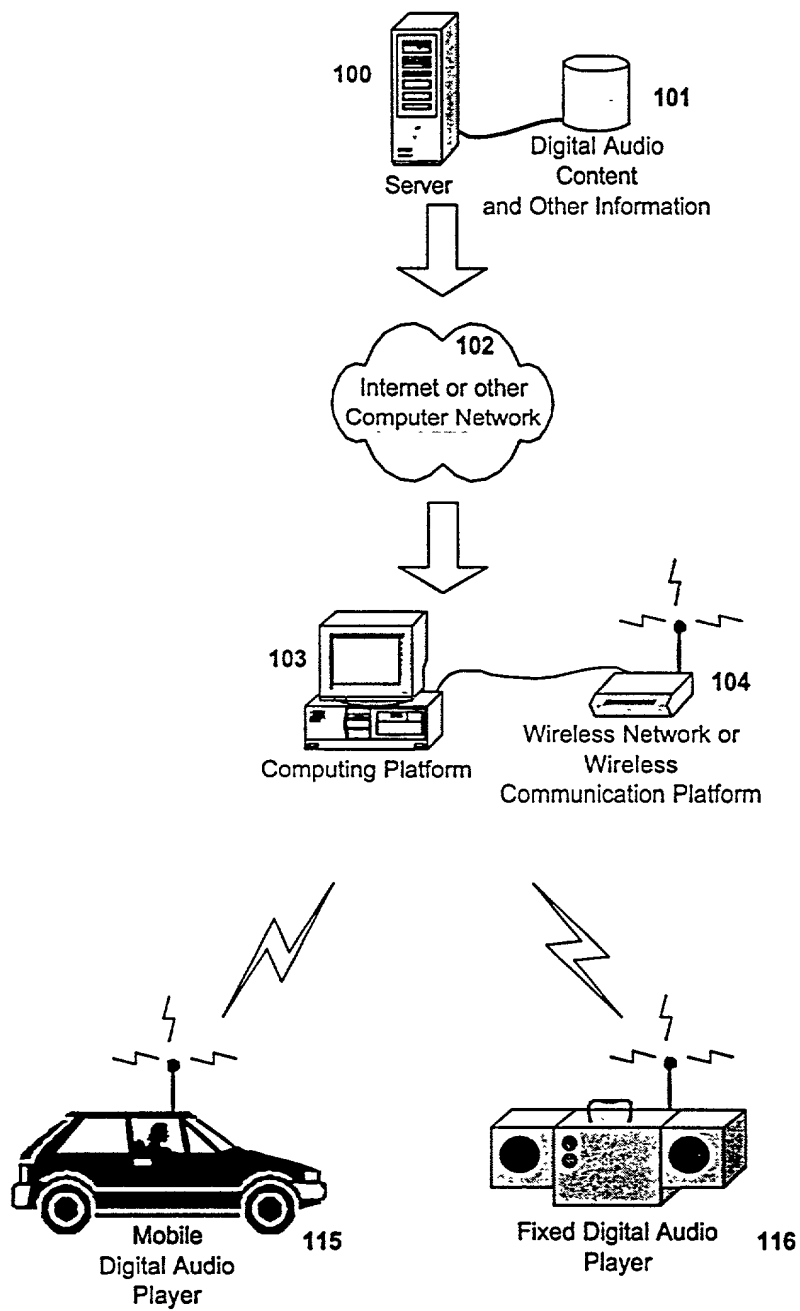 100
101
Server
Digital Audio
Content
and Other Information
102
Internet or other
Computer Network
103
104
Computing Platform
Wireless Network or
Wireless
Communication Platform
Mobile
Digital Audio
Player
115
Fixed Digital Audio
Player
116